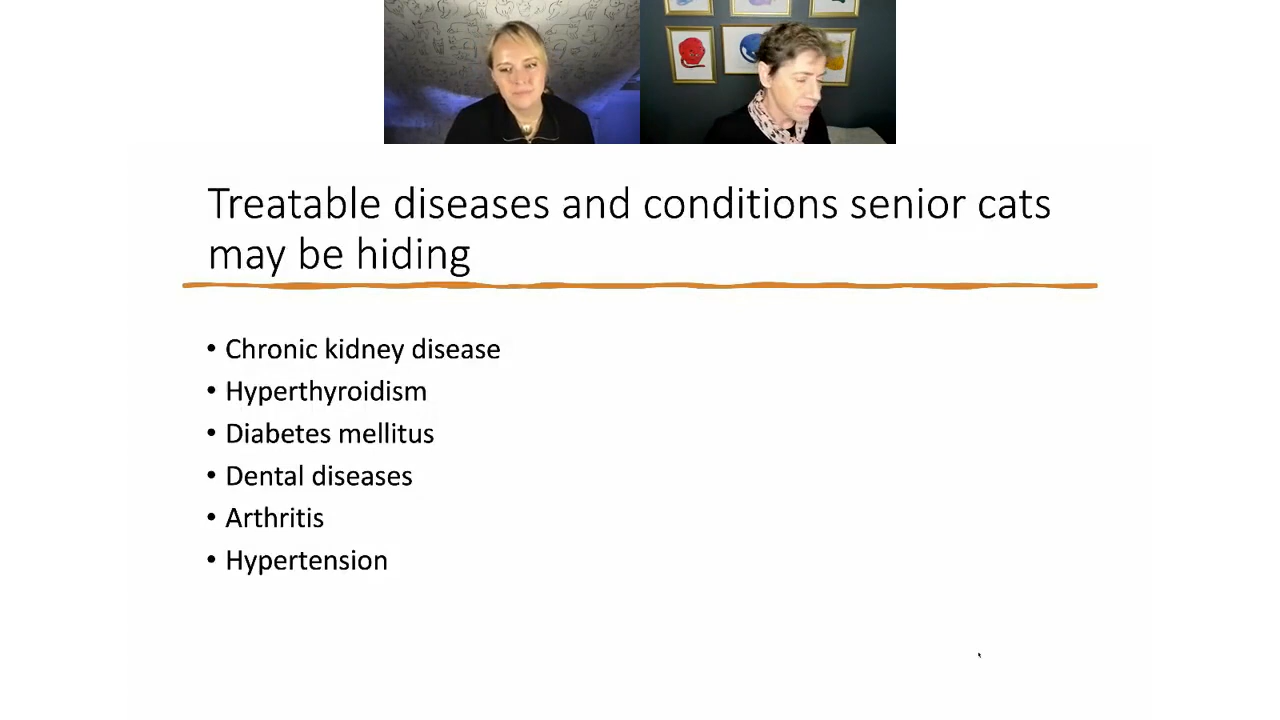 Treatable diseases and conditions senior cats
may be hiding
• Chronic kidney disease
• Hyperthyroidism
• Diabetes mellitus
• Dental diseases
• Arthritis
• Hypertension